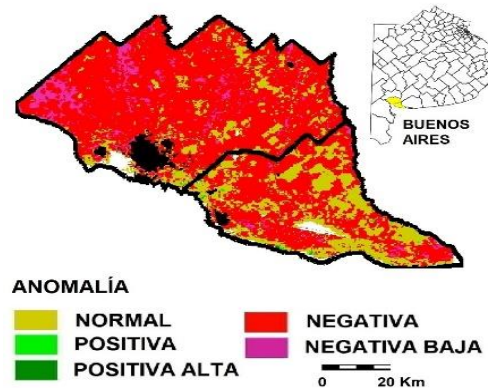 BUENOS
AIRES
ANOMALÍA
NORMAL
NEGATIVA
POSITIVA
NEGATIVA BAJA
POSITIVA ALTA
0 20 Km